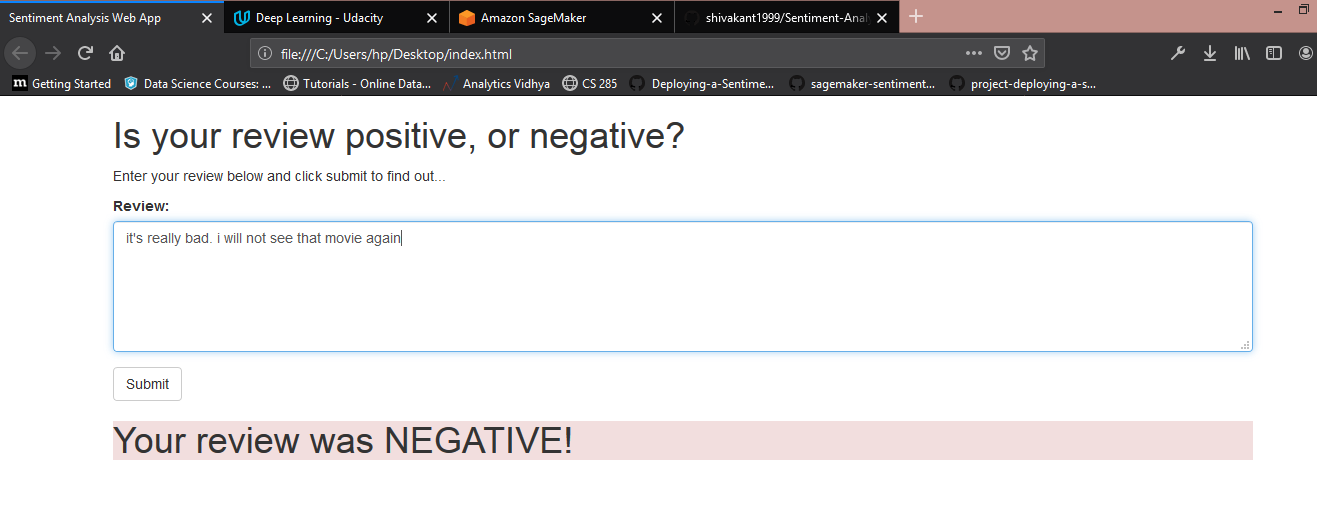 Sentiment Analysis Web App
Deep Learning - Udacity
Amazon SageMaker
shivakant1999/Sentiment-Anal
file:///C:/Users/hp/Desktop/index.html
m Getting Started
Data Science Courses: ...
Tutorials - Online Data...
Analytics Vidhya
CS 285
Deploying-a-Sentime...
sagemaker-sentiment...
project-deploying-a-s...
Is your review positive, or negative?
Enter your review below and click submit to find out...
Review:
it's really bad. i will not see that movie again
Submit
Your review was NEGATIVE!